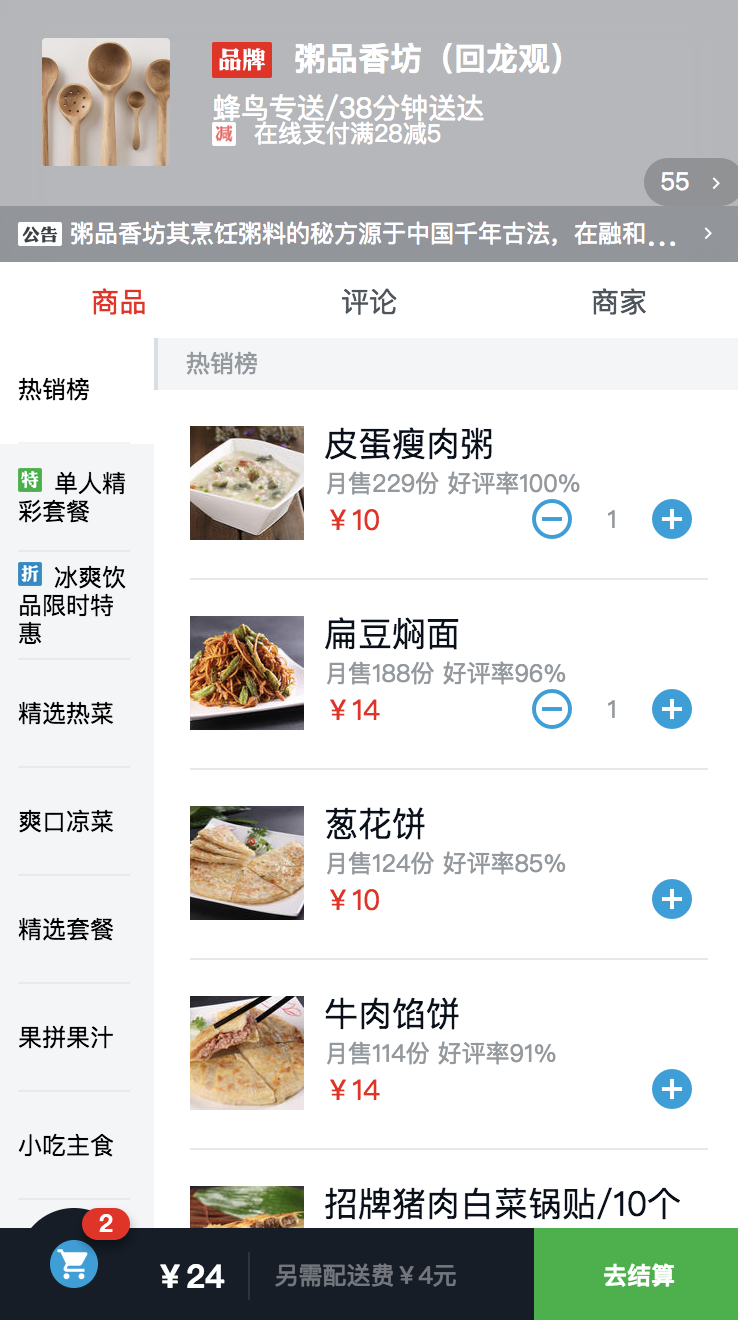 品牌 粥品香坊（回龙观）
蜂鸟专送/38分钟送达
减 在线支付满28减5
55 >
公告 粥品香坊其烹饪粥料的秘方源于中国千年古法，在融和... >
商品 评论 商家
热销榜
特 单人精
彩套餐
折 冰爽饮
品限时特
惠
精选热菜
爽口凉菜
精选套餐
果拼果汁
小吃主食
热销榜
皮蛋瘦肉粥
月售229份 好评率100%
￥10 1
扁豆焖面
月售188份 好评率96%
￥14 1
葱花饼
月售124份 好评率85%
￥10
牛肉馅饼
月售114份 好评率91%
￥14
招牌猪肉白菜锅贴/10个
2
￥24 另需配送费￥4元 去结算